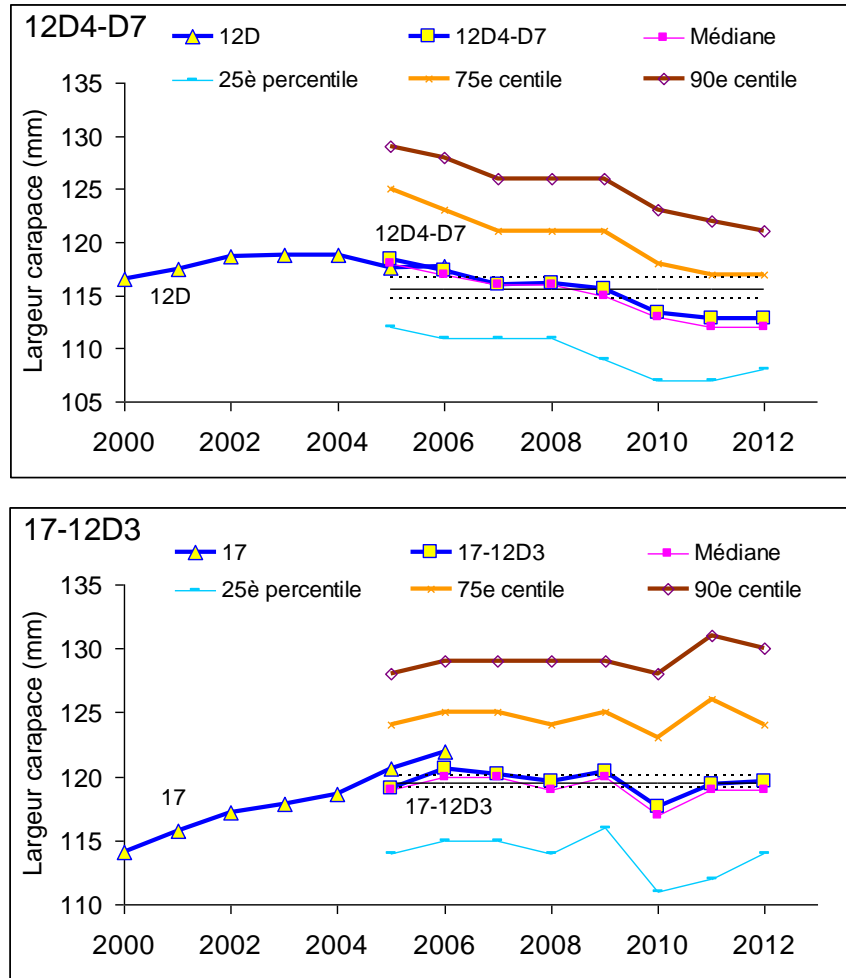 12D4-D7
12D 12D4-D7 Médiane
25è percentile 75e centile 90e centile
Largeur carapace (mm)
135
130
125
120
115
110
105
12D4-D7
12D
2000 2002 2004 2006 2008 2010 2012
17-12D3
17 17-12D3 Médiane
25è percentile 75e centile 90e centile
Largeur carapace (mm)
135
130
125
120
115
110
17
17-12D3
2000 2002 2004 2006 2008 2010 2012